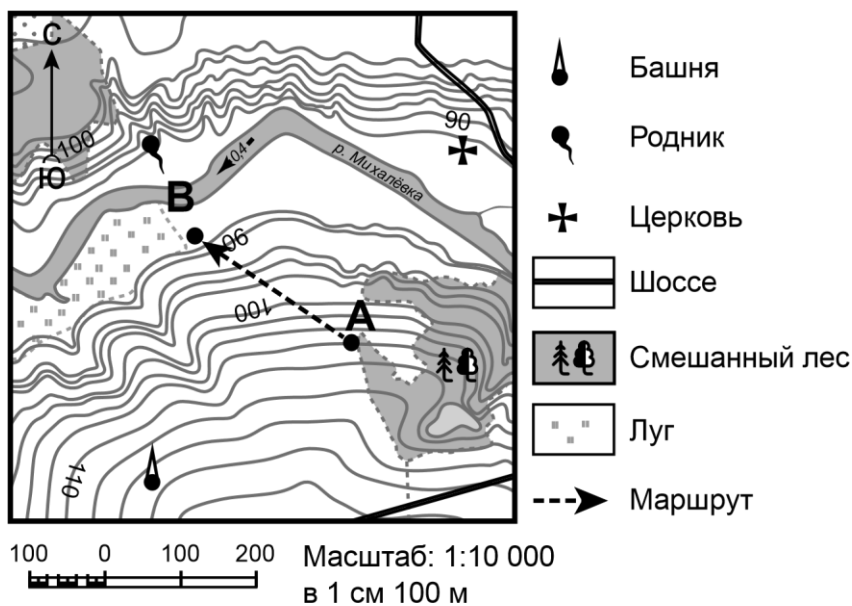 С
100
Ю
0,4
р. Михалёвка
90
В
90
100
А
110
Башня
Родник
Церковь
Шоссе
Смешанный лес
Луг
Маршрут
100 0 100 200
Масштаб: 1:10 000
в 1 см 100 м